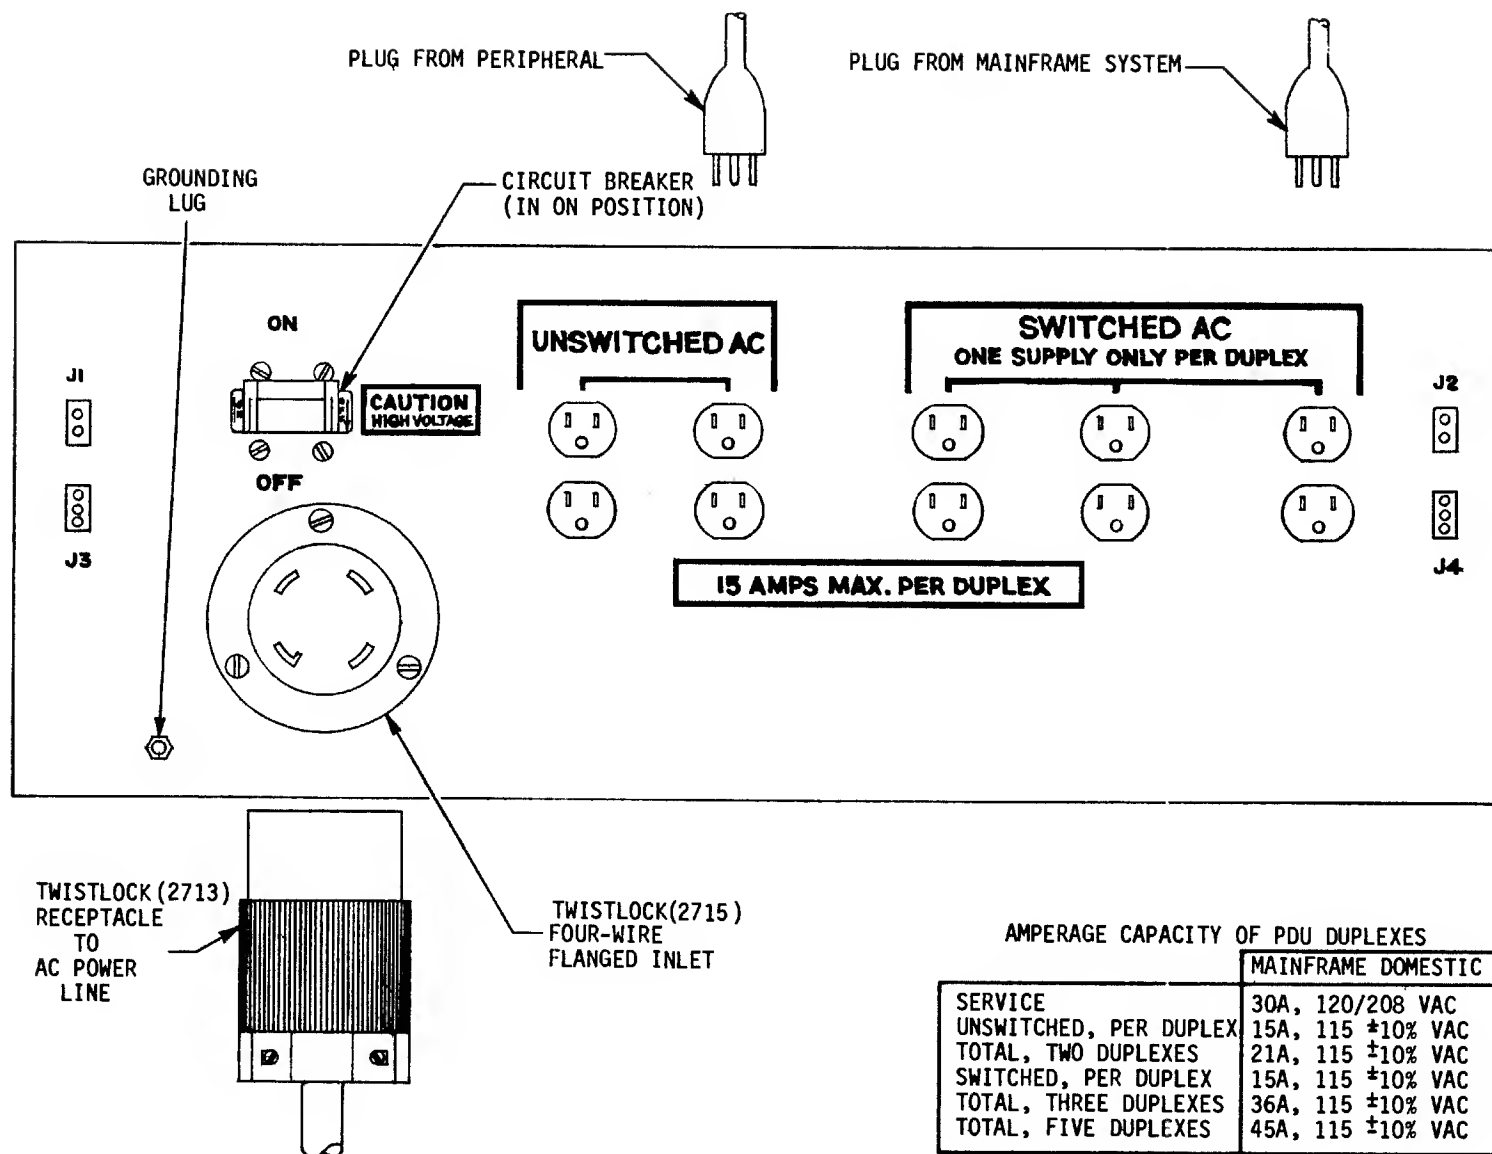 PLUG FROM PERIPHERAL
PLUG FROM MAINFRAME SYSTEM
GROUNDING
LUG
CIRCUIT BREAKER
(IN ON POSITION)
ON
UNSWITCHED AC
SWITCHED AC
ONE SUPPLY ONLY PER DUPLEX
J1
J2
CAUTION
HIGH VOLTAGE
OFF
J3
J4
15 AMPS MAX. PER DUPLEX
TWISTLOCK(2713)
RECEPTACLE
TO
AC POWER
LINE
TWISTLOCK(2715)
FOUR-WIRE
FLANGED INLET
AMPERAGE CAPACITY OF PDU DUPLEXES
MAINFRAME DOMESTIC
SERVICE 30A, 120/208 VAC
UNSWITCHED, PER DUPLEX 15A, 115 ±10% VAC
TOTAL, TWO DUPLEXES 21A, 115 ±10% VAC
SWITCHED, PER DUPLEX 15A, 115 ±10% VAC
TOTAL, THREE DUPLEXES 36A, 115 ±10% VAC
TOTAL, FIVE DUPLEXES 45A, 115 ±10% VAC